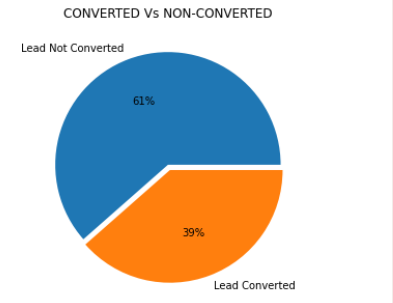 CONVERTED Vs NON-CONVERTED
Lead Not Converted
61%
39%
Lead Converted